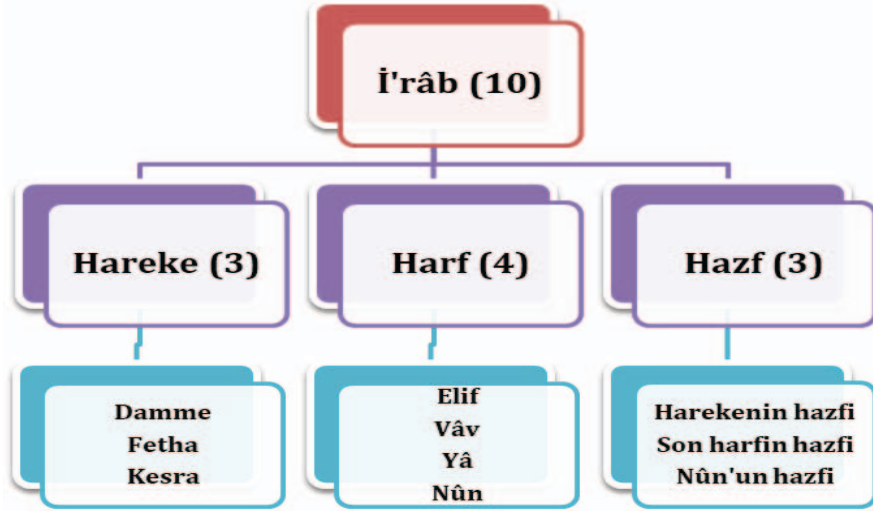 İ'râb (10)
Hareke (3)
Harf (4)
Hazf (3)
Damme
Fetha
Kesra
Elif
Vâv
Yâ
Nûn
Harekenin hazfi
Son harfin hazfi
Nûn'un hazfi